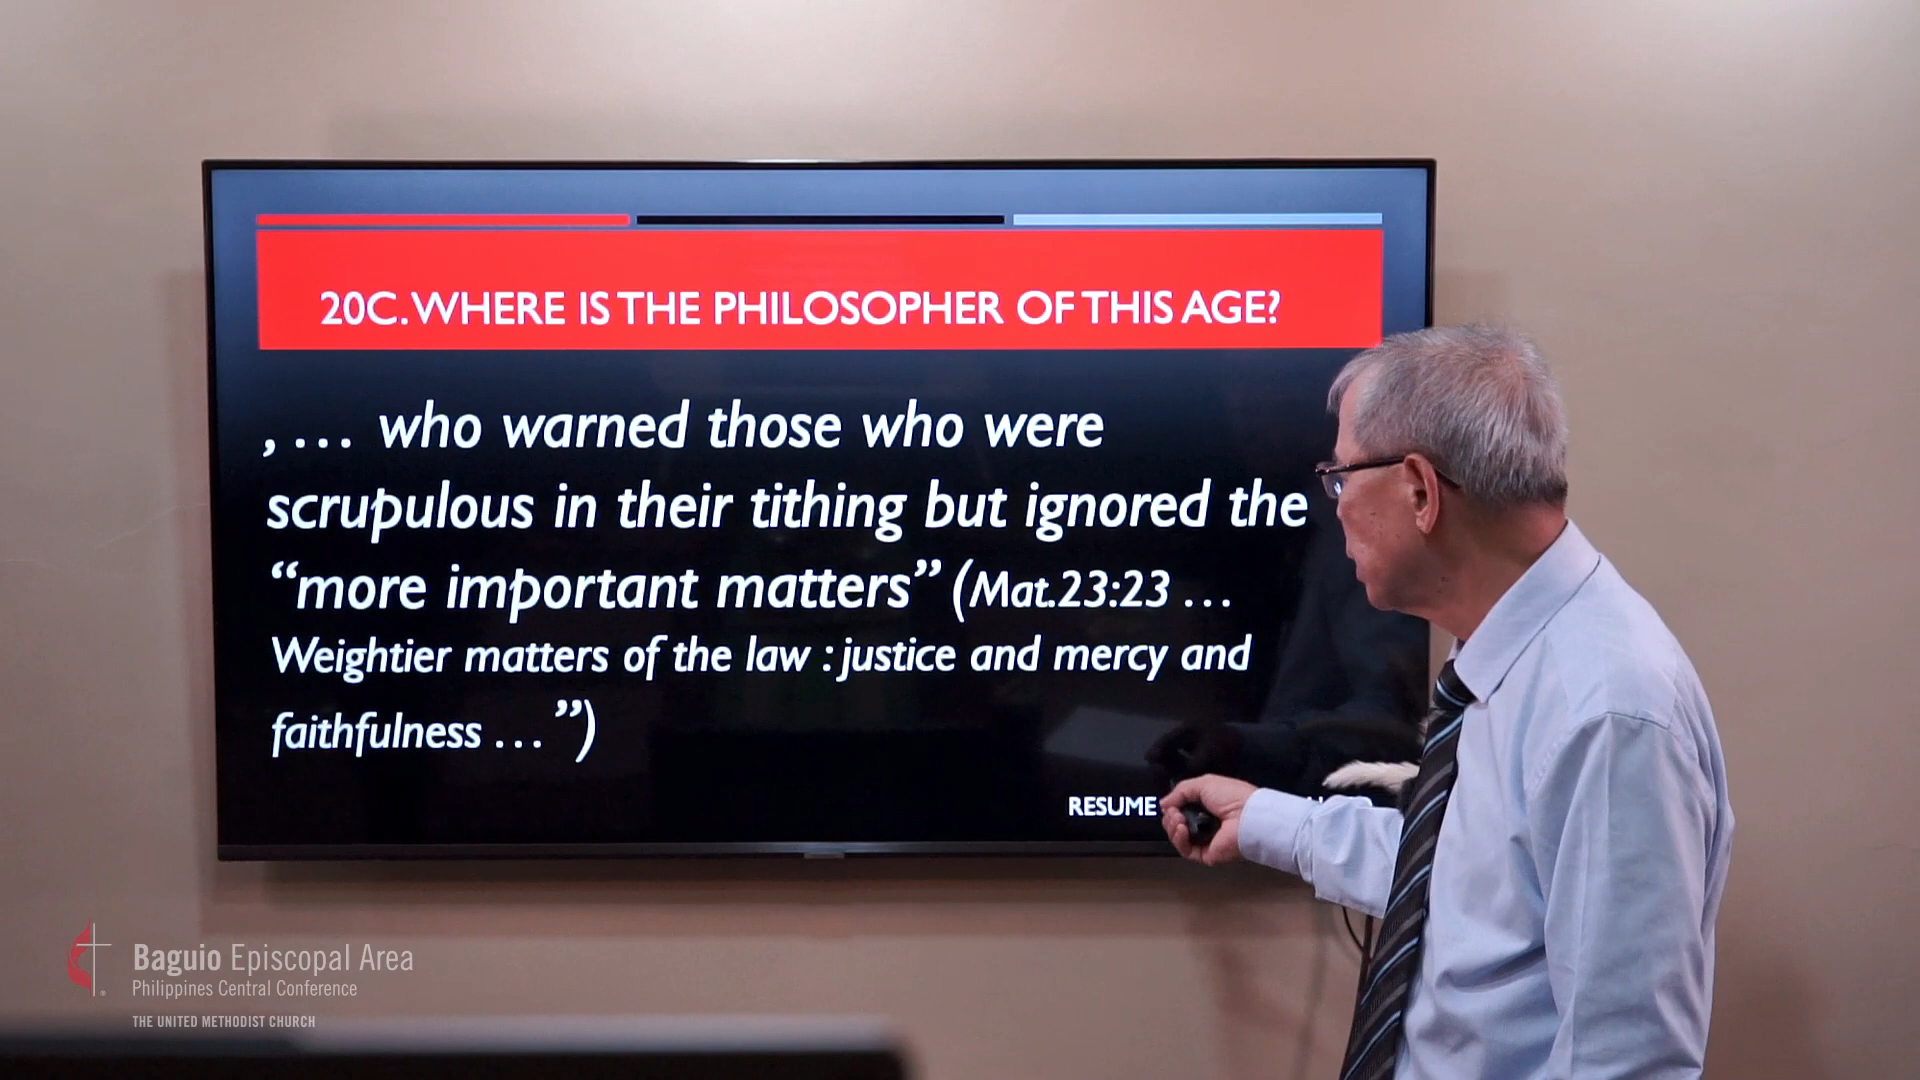 20C. WHERE IS THE PHILOSOPHER OF THIS AGE?
, ... who warned those who were
scrupulous in their tithing but ignored the
“more important matters” (Mat.23:23 ...
Weightier matters of the law : justice and mercy and
faithfulness ... ”)
RESUME
Baguio Episcopal Area
Philippines Central Conference
THE UNITED METHODIST CHURCH